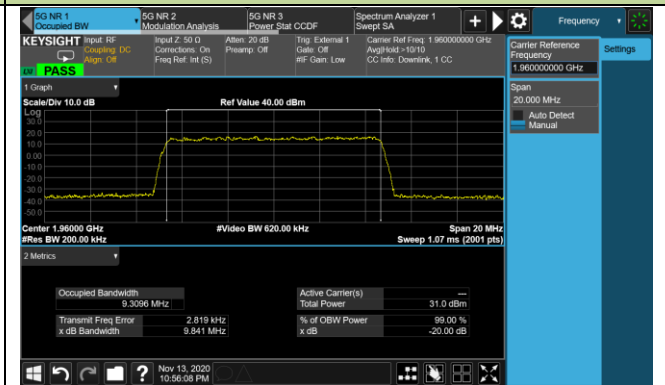 5G NR 1
Occupied BW
5G NR 2
Modulation Analysis
5G NR 3
Power Stat CCDF
Spectrum Analyzer 1
Swept SA
+
Frequency
KEYSIGHT
Input: RF
Coupling: DC
Align: Off
Input Z: 50 Ω
Corrections: On
Freq Ref: Int (S)
Atten: 20 dB
Preamp: Off
Trig: External 1
Gate: Off
#IF Gain: Low
Carrier Ref Freq: 1.960000000 GHz
Avg|Hold:>10/10
CC Info: Downlink, 1 CC
PASS
Carrier Reference
Frequency
1.960000000 GHz
Settings
Span
20.000 MHz
Auto Detect
Manual
1 Graph
Scale/Div 10.0 dB
Ref Value 40.00 dBm
Log
30.0
20.0
10.0
0.00
-10.0
-20.0
-30.0
-40.0
-50.0
Center 1.96000 GHz
#Video BW 620.00 kHz
Span 20 MHz
#Res BW 200.00 kHz
Sweep 1.07 ms (2001 pts)
2 Metrics
Occupied Bandwidth
9.3096 MHz
Active Carrier(s)
---
Total Power
31.0 dBm
Transmit Freq Error
2.819 kHz
% of OBW Power
99.00 %
x dB Bandwidth
9.841 MHz
x dB
-20.00 dB
?
Nov 13, 2020
10:56:08 PM